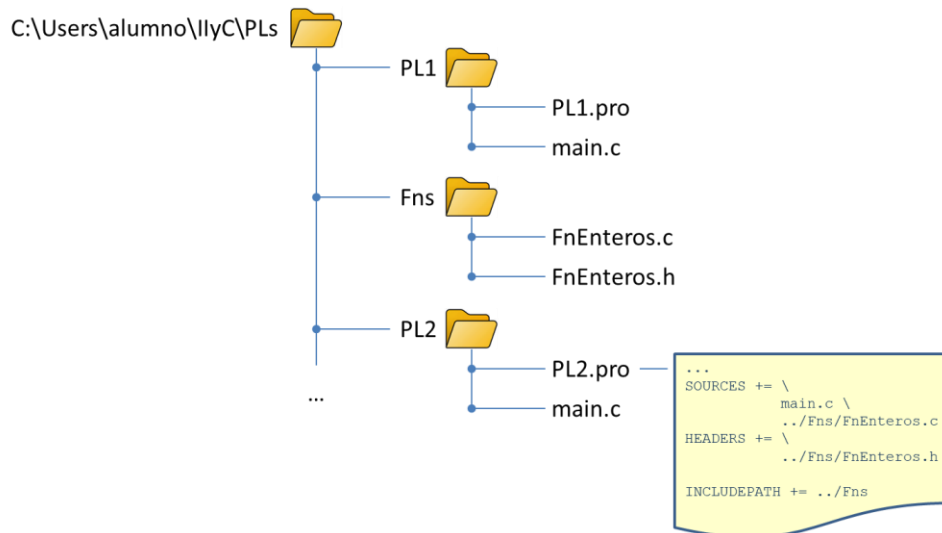 C:\Users\alumno\IIyC\PLs
PL1
PL1.pro
main.c
Fns
FnEnteros.c
FnEnteros.h
PL2
PL2.pro
main.c
...
...
SOURCES += \
main.c \
../Fns/FnEnteros.c
HEADERS += \
../Fns/FnEnteros.h
INCLUDEPATH += ../Fns